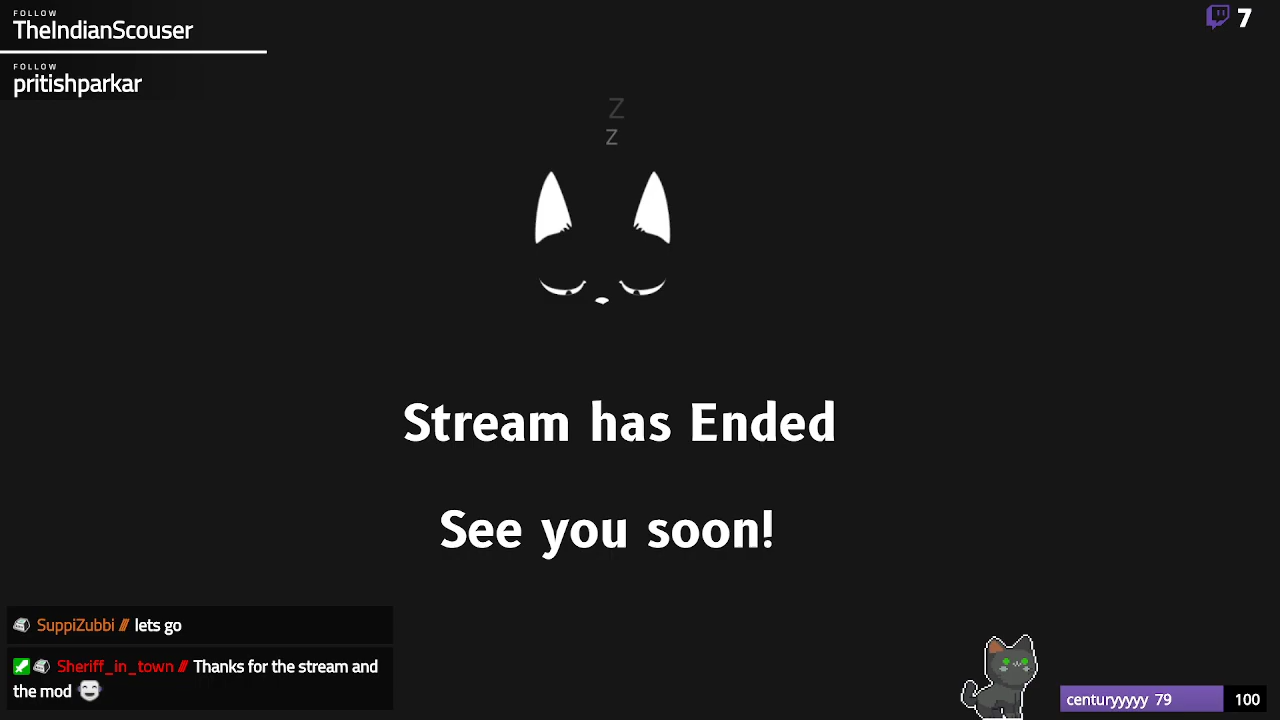 FOLLOW
TheIndianScouser
FOLLOW
pritishparkar
7
Z
z
Stream has Ended
See you soon!
SuppiZubbi /// lets go
Sheriff_in_town /// Thanks for the stream and
the mod
centuryyyyy 79
100